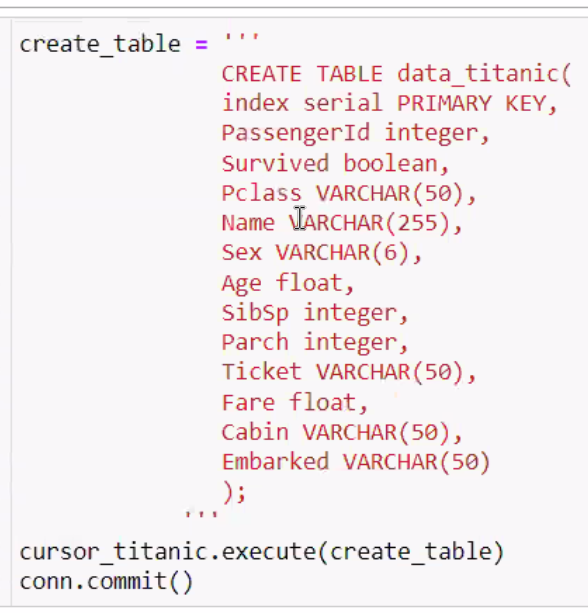 create_table = '''
CREATE TABLE data_titanic(
index serial PRIMARY KEY,
PassengerId integer,
Survived boolean,
Pclass VARCHAR(50),
Name VARCHAR(255),
Sex VARCHAR(6),
Age float,
SibSp integer,
Parch integer,
Ticket VARCHAR(50),
Fare float,
Cabin VARCHAR(50),
Embarked VARCHAR(50)
);
'''
cursor_titanic.execute(create_table)
conn.commit()